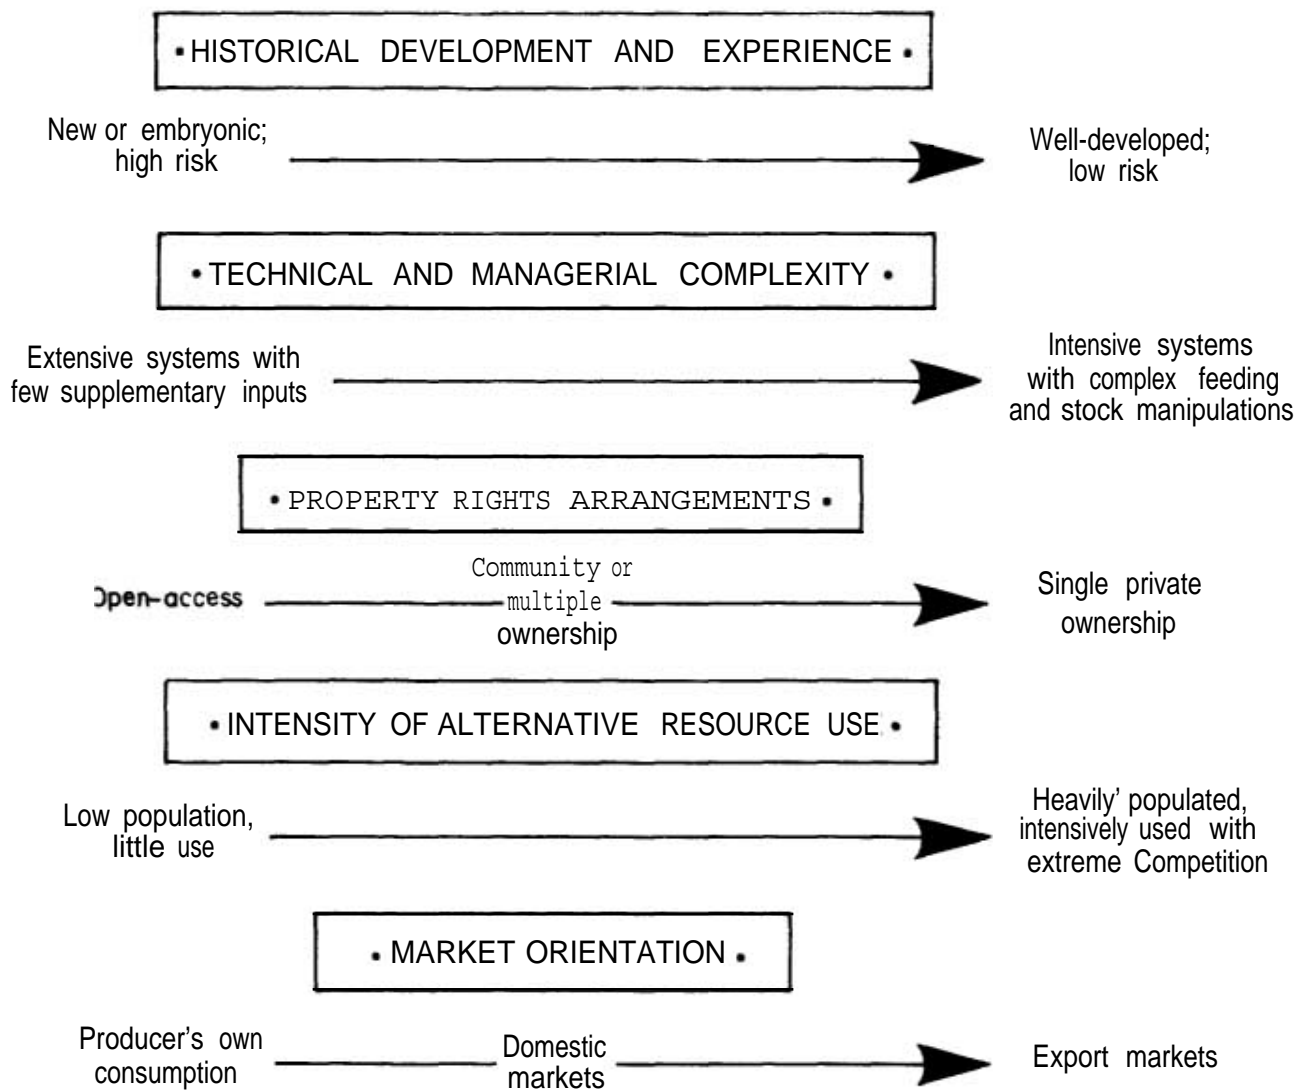 • HISTORICAL DEVELOPMENT AND EXPERIENCE •
New or embryonic;
high risk
Well-developed;
low risk
• TECHNICAL AND MANAGERIAL COMPLEXITY •
Extensive systems with
few supplementary inputs
Intensive systems
with complex feeding
and stock manipulations
• PROPERTY RIGHTS ARRANGEMENTS •
Open-access
Community or
multiple
ownership
Single private
ownership
• INTENSITY OF ALTERNATIVE RESOURCE USE •
Low population,
little use
Heavily' populated,
intensively used with
extreme Competition
• MARKET ORIENTATION •
Producer's own
consumption
Domestic
markets
Export markets